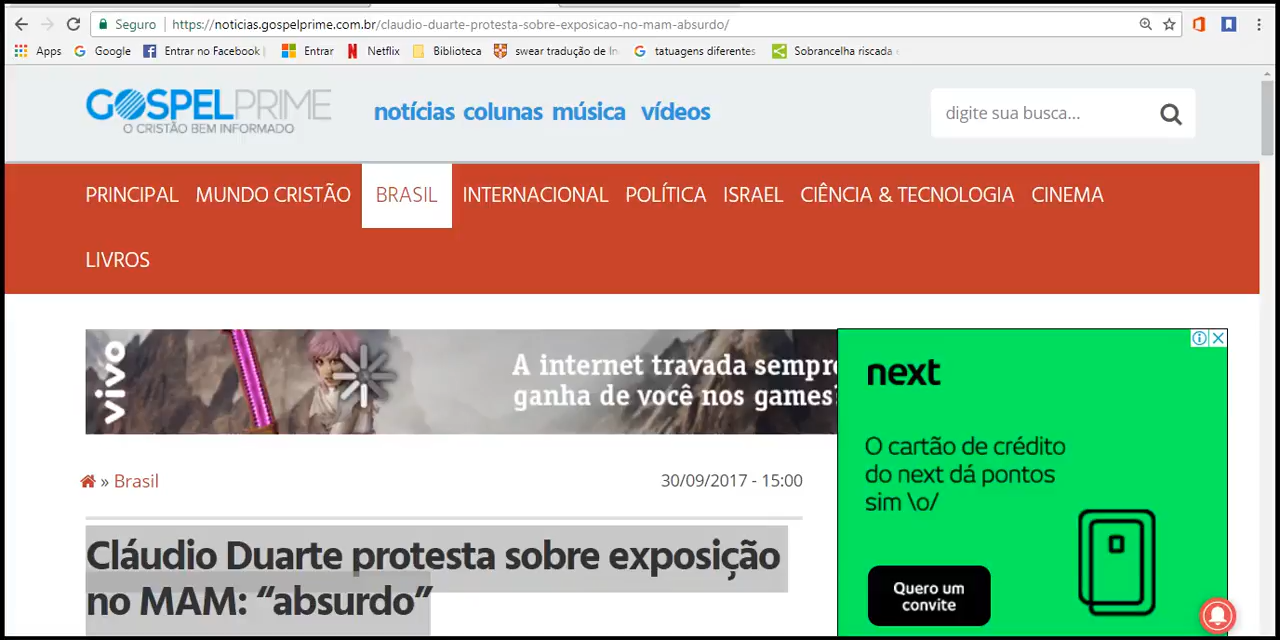 Seguro
https://noticias.gospelprime.com.br/claudio-duarte-protesta-sobre-exposicao-no-mam-absurdo/
Apps Google Entrar no Facebook Entrar Netflix Biblioteca swear tradução de In tatuagens diferentes Sobrancelha riscada
GOSPELPRIME
O CRISTÃO BEM INFORMADO
notícias colunas música vídeos
digite sua busca...
PRINCIPAL MUNDO CRISTÃO BRASIL INTERNACIONAL POLÍTICA ISRAEL CIÊNCIA & TECNOLOGIA CINEMA
LIVROS
vivo
A internet travada sempre
ganha de você nos games?
next
O cartão de crédito
do next dá pontos
sim \o/
Quero um
convite
» Brasil
30/09/2017 - 15:00
Cláudio Duarte protesta sobre exposição
no MAM: “absurdo”